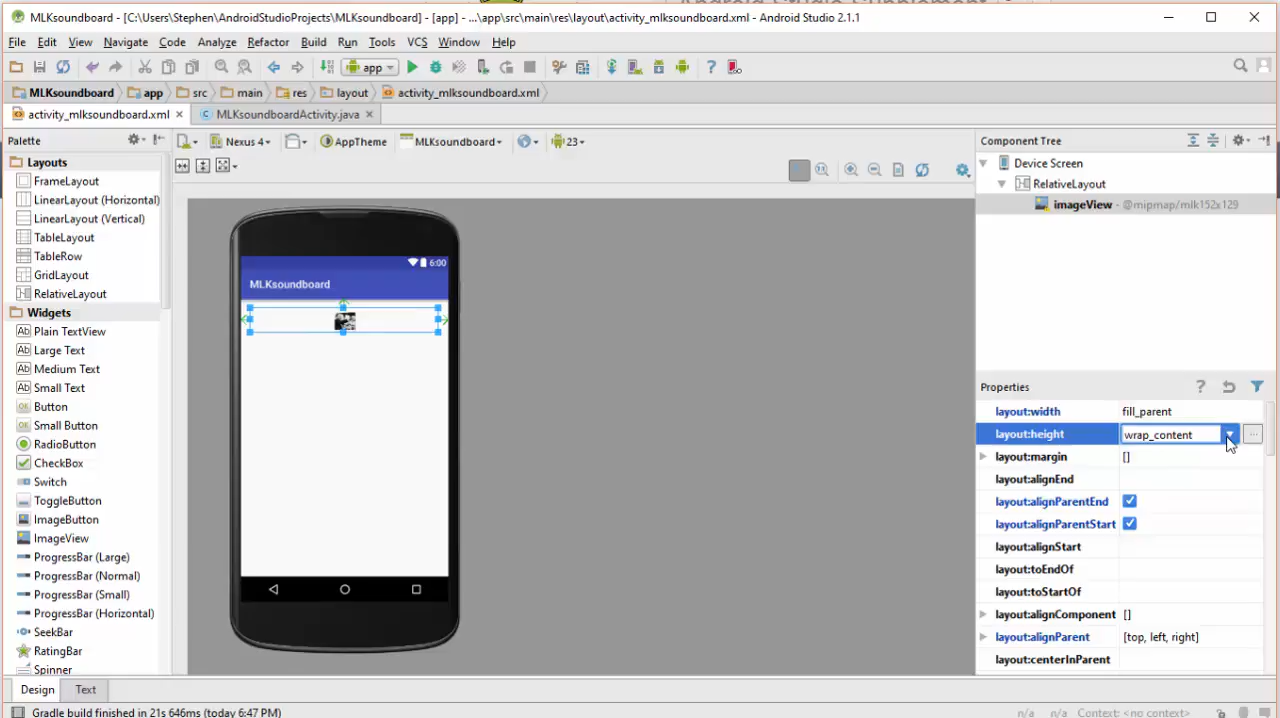 MLKsoundboard - [C:\Users\Stephen\AndroidStudioProjects\MLKsoundboard] - [app] - ...\app\src\main\res\layout\activity_mlksoundboard.xml - Android Studio 2.1.1
File Edit View Navigate Code Analyze Refactor Build Run Tools VCS Window Help
app
MLKsoundboard app src main res layout activity_mlksoundboard.xml
activity_mlksoundboard.xml MLKsoundboardActivity.java
Palette
Nexus 4 AppTheme MLKsoundboard 23
Component Tree
Layouts
FrameLayout
LinearLayout (Horizontal)
LinearLayout (Vertical)
TableLayout
TableRow
GridLayout
RelativeLayout
Widgets
Plain TextView
Large Text
Medium Text
Small Text
Button
Small Button
RadioButton
CheckBox
Switch
ToggleButton
ImageButton
ImageView
ProgressBar (Large)
ProgressBar (Normal)
ProgressBar (Small)
ProgressBar (Horizontal)
SeekBar
RatingBar
Spinner
6:00
MLKsoundboard
Device Screen
RelativeLayout
imageView - @mipmap/mlk152x129
Properties
layout:width fill_parent
layout:height wrap_content
layout:margin []
layout:alignEnd
layout:alignParentEnd
layout:alignParentStart
layout:alignStart
layout:toEndOf
layout:toStartOf
layout:alignComponent []
layout:alignParent [top, left, right]
layout:centerInParent
Design Text
Gradle build finished in 21s 646ms (today 6:47 PM)
n/a n/a Context: <no context>